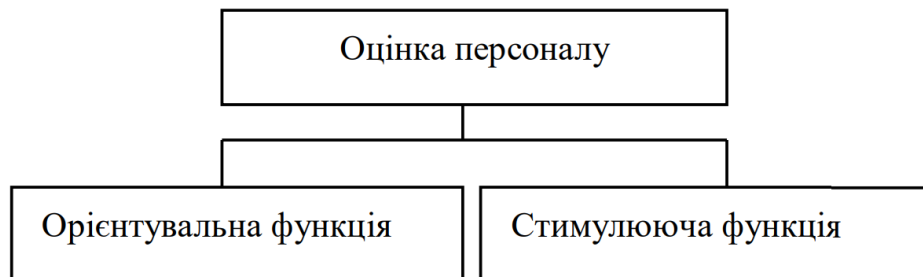 Оцінка персоналу
Орієнтувальна функція
Стимулююча функція